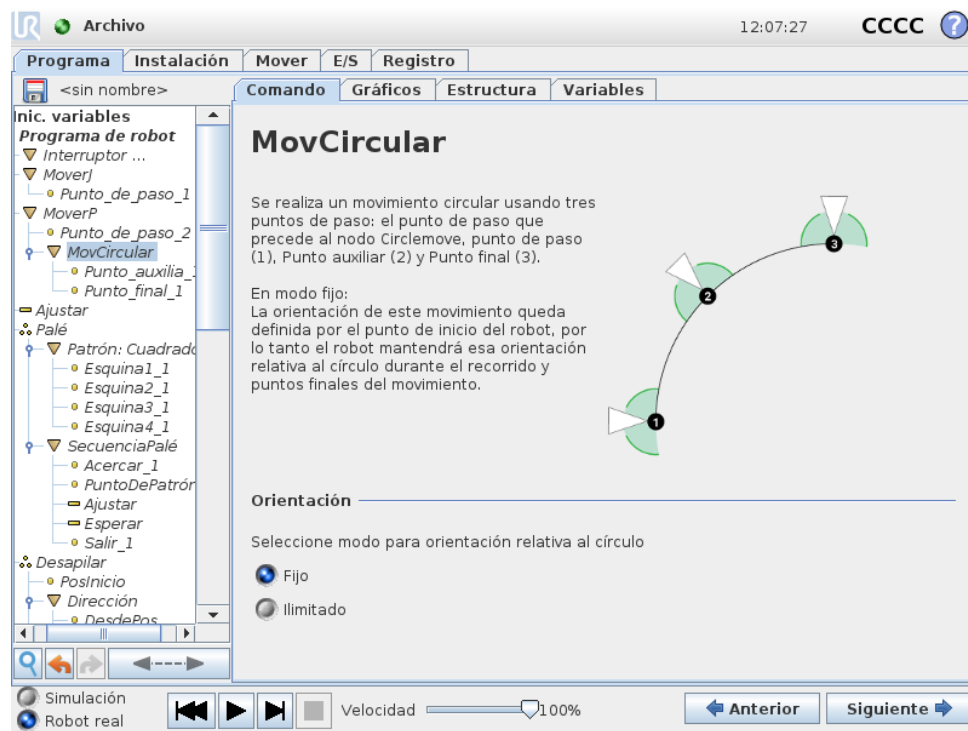 UR Archivo 12:07:27 CCCC ?
Programa Instalación Mover E/S Registro
<sin nombre>
Comando Gráficos Estructura Variables
Inic. variables
Programa de robot
Interruptor ...
MoverJ
Punto_de_paso_1
MoverP
Punto_de_paso_2
MovCircular
Punto_auxilia_1
Punto_final_1
Ajustar
Palé
Patrón: Cuadrado
Esquina1_1
Esquina2_1
Esquina3_1
Esquina4_1
SecuenciaPalé
Acercar_1
PuntoDePatrón
Ajustar
Esperar
Salir_1
Desapilar
PosInicio
Dirección
DesdePos
MovCircular
Se realiza un movimiento circular usando tres
puntos de paso: el punto de paso que
precede al nodo Circlemove, punto de paso
(1), Punto auxiliar (2) y Punto final (3).
En modo fijo:
La orientación de este movimiento queda
definida por el punto de inicio del robot, por
lo tanto el robot mantendrá esa orientación
relativa al círculo durante el recorrido y
puntos finales del movimiento.
3
2
1
Orientación
Seleccione modo para orientación relativa al círculo
Fijo
Ilimitado
Simulación
Robot real
Velocidad 100%
Anterior
Siguiente